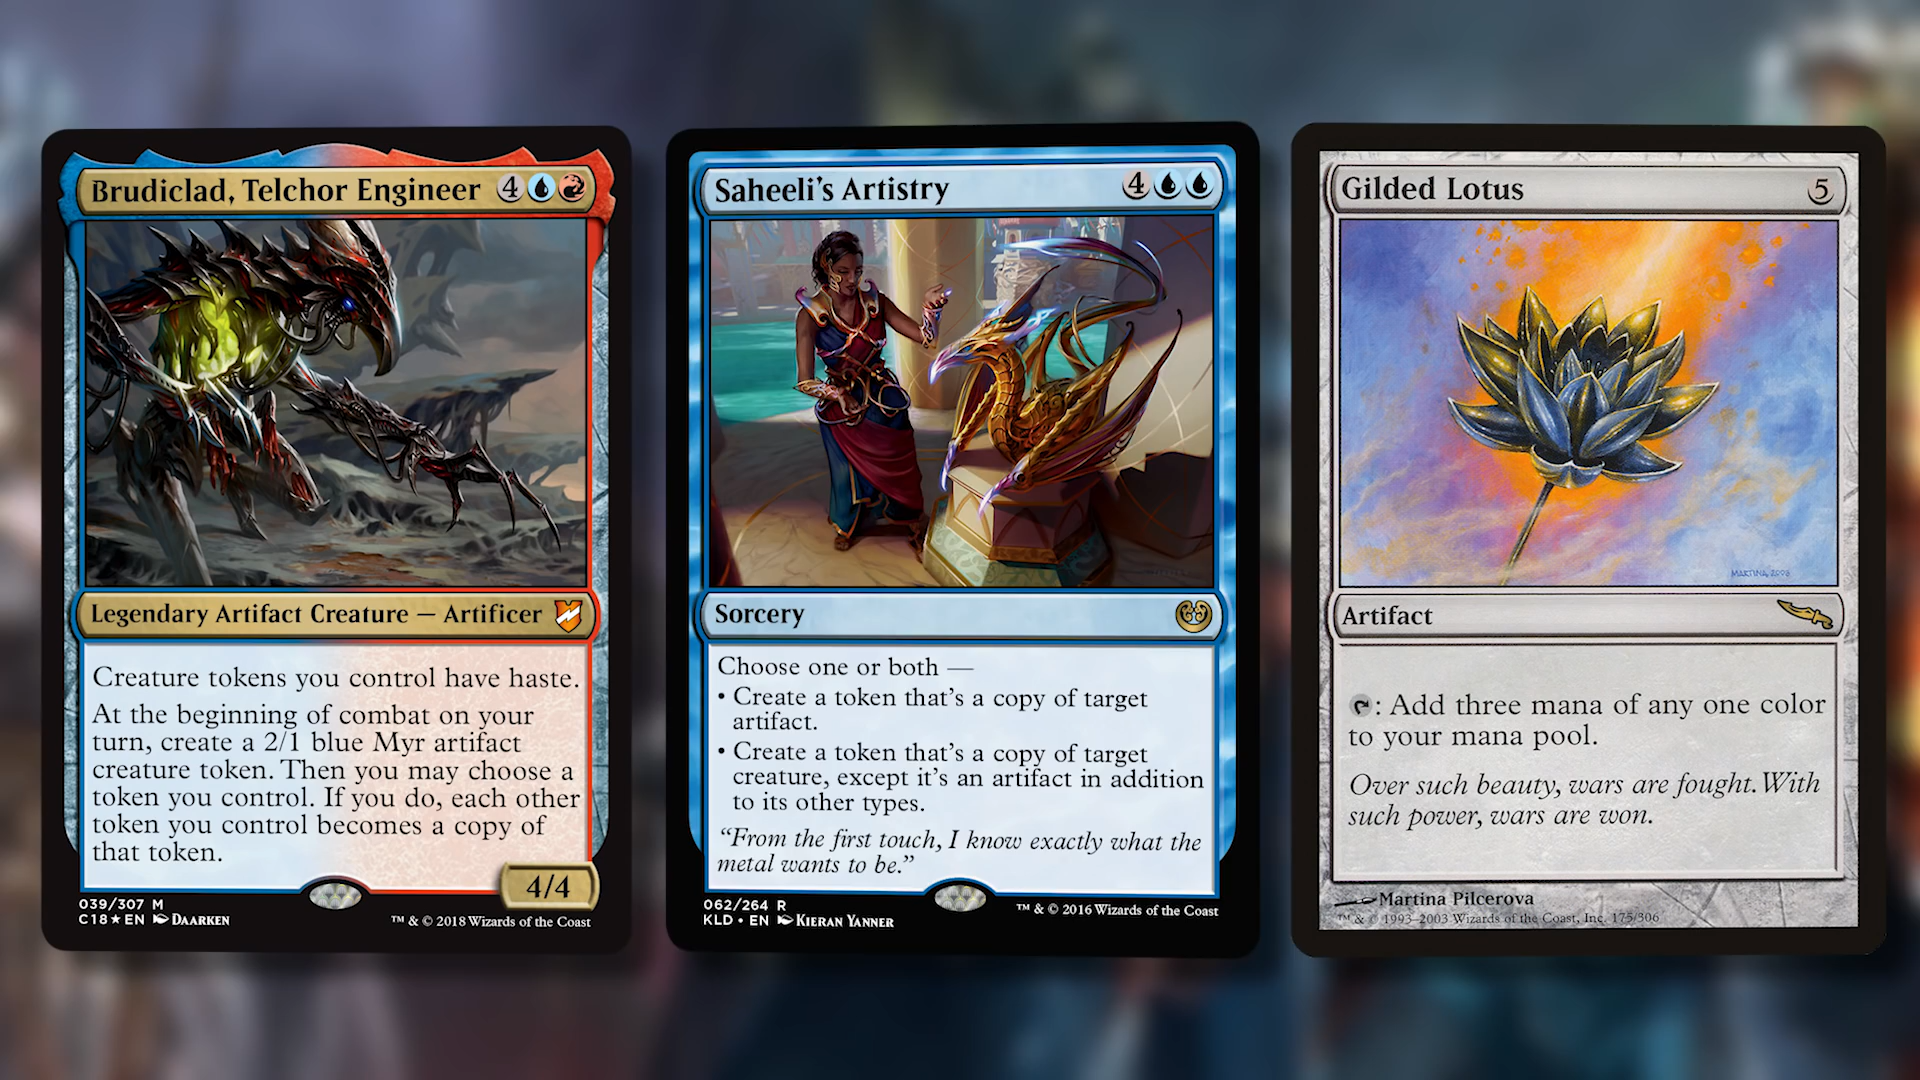 Brudiclad, Telchor Engineer 4
Legendary Artifact Creature — Artificer
Creature tokens you control have haste.
At the beginning of combat on your
turn, create a 2/1 blue Myr artifact
creature token. Then you may choose a
token you control. If you do, each other
token you control becomes a copy of
that token.
4/4
039/307 M
C18★EN DAARKEN
™ & © 2018 Wizards of the Coast
Saheeli's Artistry 4
Sorcery
Choose one or both —
• Create a token that's a copy of target
artifact.
• Create a token that's a copy of target
creature, except it's an artifact in addition
to its other types.
"From the first touch, I know exactly what the
metal wants to be."
062/264 R
KLD • EN KIERAN YANNER
™ & © 2016 Wizards of the Coast
Gilded Lotus 5
MARTINA, 2003
Artifact
: Add three mana of any one color
to your mana pool.
Over such beauty, wars are fought. With
such power, wars are won.
Martina Pilcerova
™ & © 1993–2003 Wizards of the Coast, Inc. 175/306